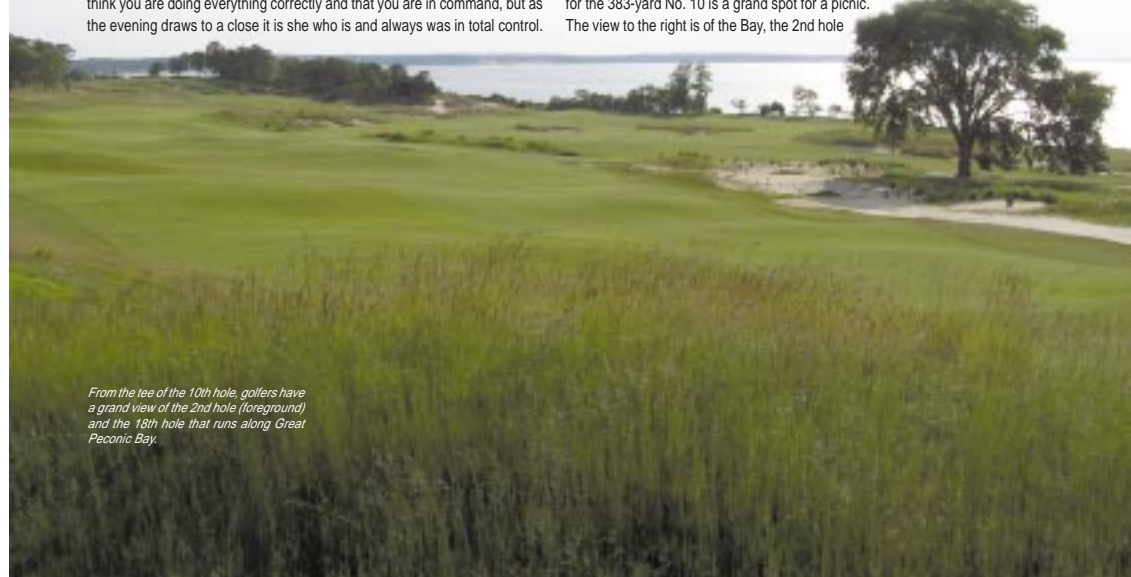 think you are doing everything correctly and that you are in command, but as
the evening draws to a close it is she who is and always was in total control.
for the 383-yard No. 10 is a grand spot for a picnic.
The view to the right is of the Bay, the 2nd hole
From the tee of the 10th hole, golfers have
a grand view of the 2nd hole (foreground)
and the 18th hole that runs along Great
Peconic Bay.